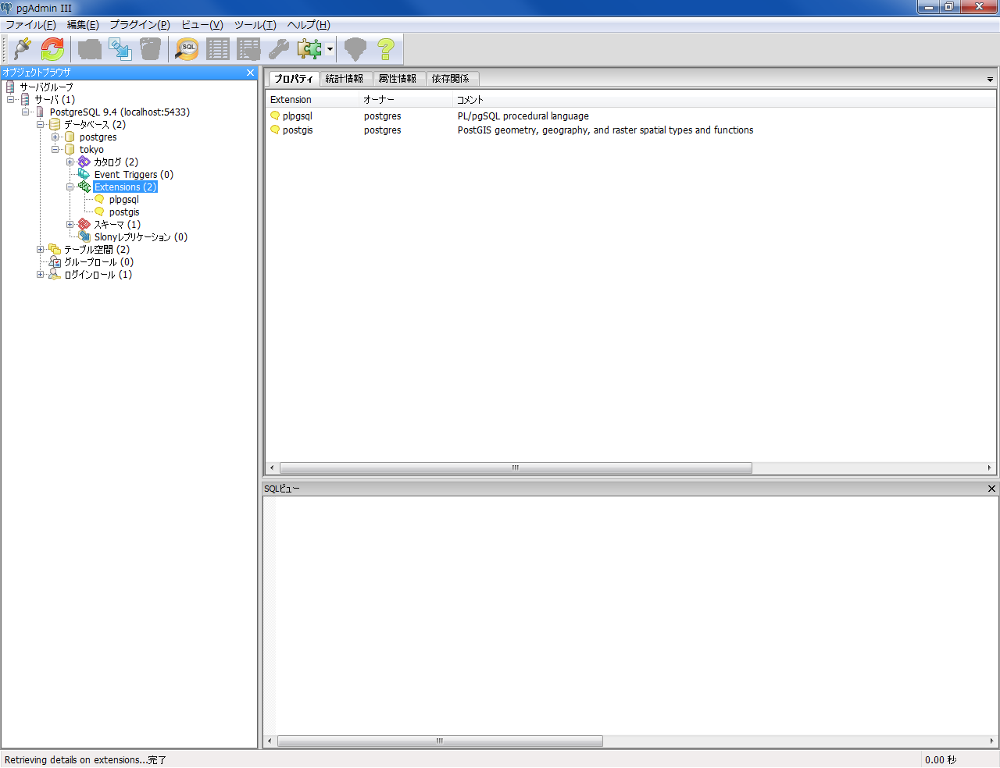 pgAdmin III
ファイル(F) 編集(E) プラグイン(P) ビュー(V) ツール(T) ヘルプ(H)
SQL
オブジェクトブラウザ
サーバグループ
サーバ (1)
PostgreSQL 9.4 (localhost:5433)
データベース (2)
postgres
tokyo
カタログ (2)
Event Triggers (0)
Extensions (2)
plpgsql
postgis
スキーマ (1)
Slonyレプリケーション (0)
テーブル空間 (2)
グループロール (0)
ログインロール (1)
プロパティ 統計情報 属性情報 依存関係
Extension オーナー コメント
plpgsql postgres PL/pgSQL procedural language
postgis postgres PostGIS geometry, geography, and raster spatial types and functions
SQLビュー
Retrieving details on extensions...完了
0.00 秒